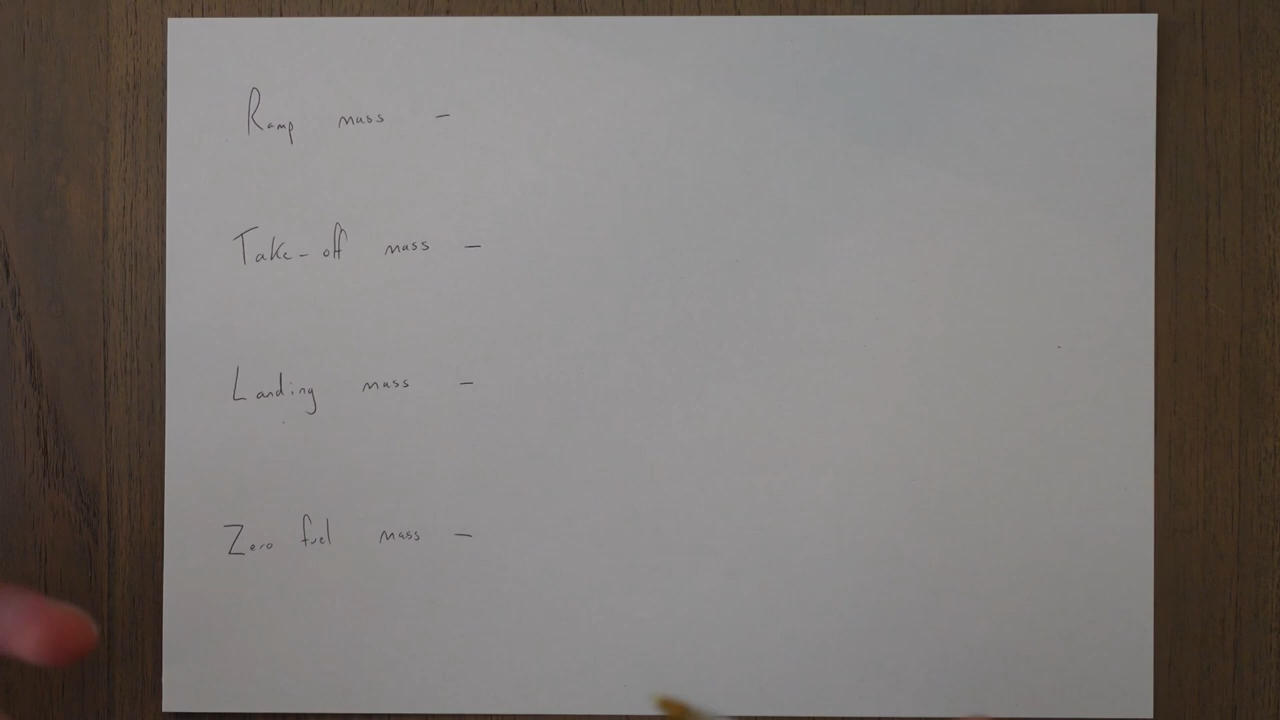 Ramp mass -
Take-off mass -
Landing mass -
Zero fuel mass -